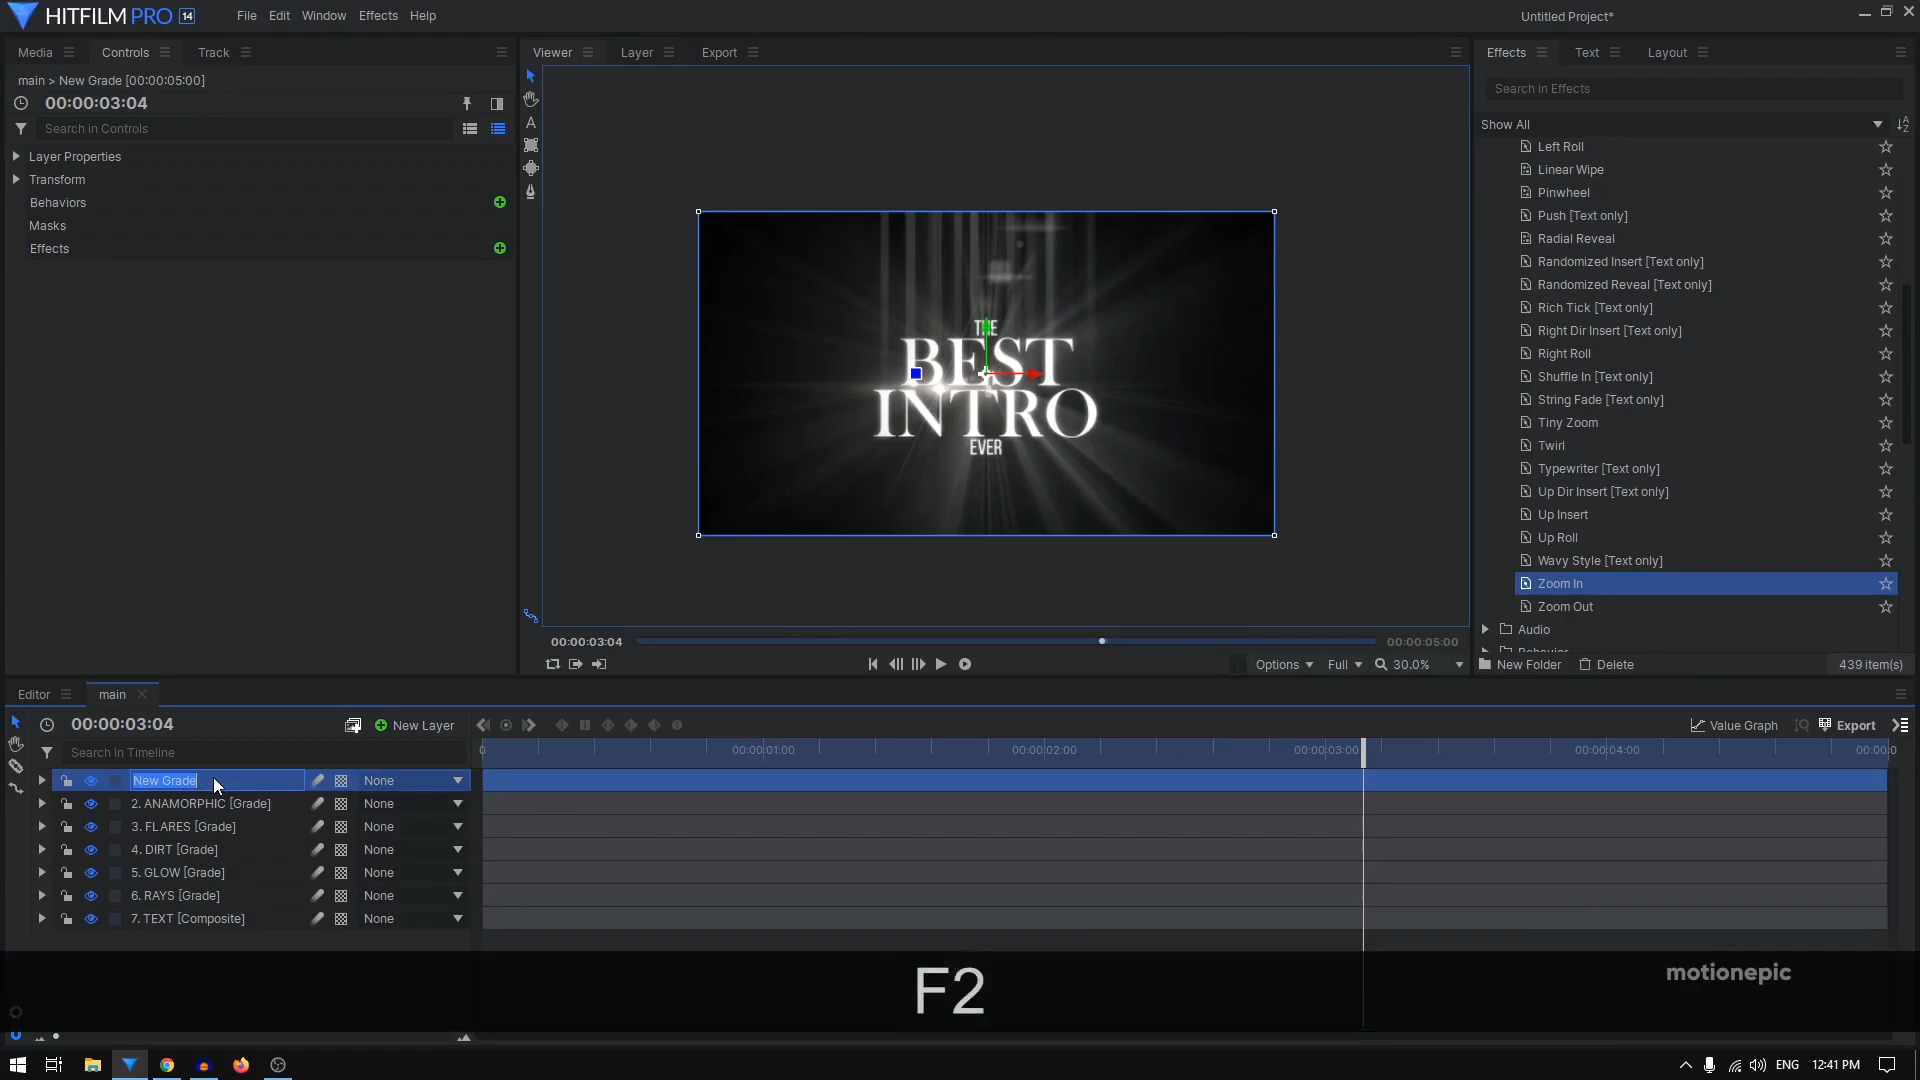 HITFILM PRO 14
File Edit Window Effects Help
Untitled Project*
Media Controls Track
Viewer Layer Export
Effects Text Layout
main > New Grade [00:00:05:00]
00:00:03:04
Search in Controls
Layer Properties
Transform
Behaviors
Masks
Effects
THE
BEST
INTRO
EVER
00:00:03:04
00:00:05:00
Options Full 30.0%
Search in Effects
Show All
Left Roll
Linear Wipe
Pinwheel
Push [Text only]
Radial Reveal
Randomized Insert [Text only]
Randomized Reveal [Text only]
Rich Tick [Text only]
Right Dir Insert [Text only]
Right Roll
Shuffle In [Text only]
String Fade [Text only]
Tiny Zoom
Twirl
Typewriter [Text only]
Up Dir Insert [Text only]
Up Insert
Up Roll
Wavy Style [Text only]
Zoom In
Zoom Out
Audio
New Folder Delete 439 item(s)
Editor main
00:00:03:04 New Layer
Value Graph Export
Search in Timeline
0 00:00:01:00 00:00:02:00 00:00:03:00 00:00:04:00 00:00:0
New Grade None
2. ANAMORPHIC [Grade] None
3. FLARES [Grade] None
4. DIRT [Grade] None
5. GLOW [Grade] None
6. RAYS [Grade] None
7. TEXT [Composite] None
F2
motionepic
ENG 12:41 PM